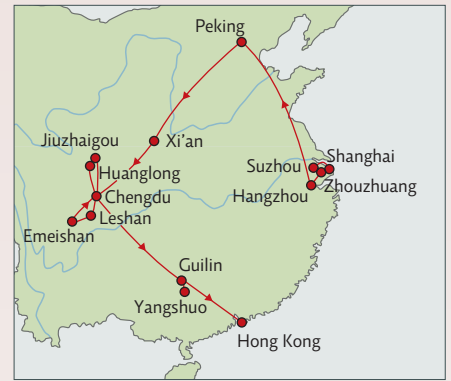 Peking
Xi'an
Jiuzhaigou
Huanglong
Chengdu
Leshan
Emeishan
Suzhou
Shanghai
Zhouzhuang
Hangzhou
Guilin
Yangshuo
Hong Kong